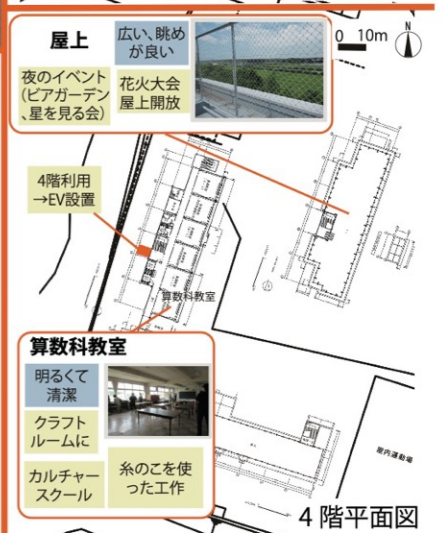 屋上
広い、眺め
が良い
夜のイベント
(ビアガーデン
、星を見る会)
花火大会
屋上開放
0 10m
N
4階利用
→EV設置
算数科教室
算数科教室
明るくて
清潔
クラフト
ルームに
カルチャー
スクール
糸のこを使
った工作
屋内運動場
4階平面図